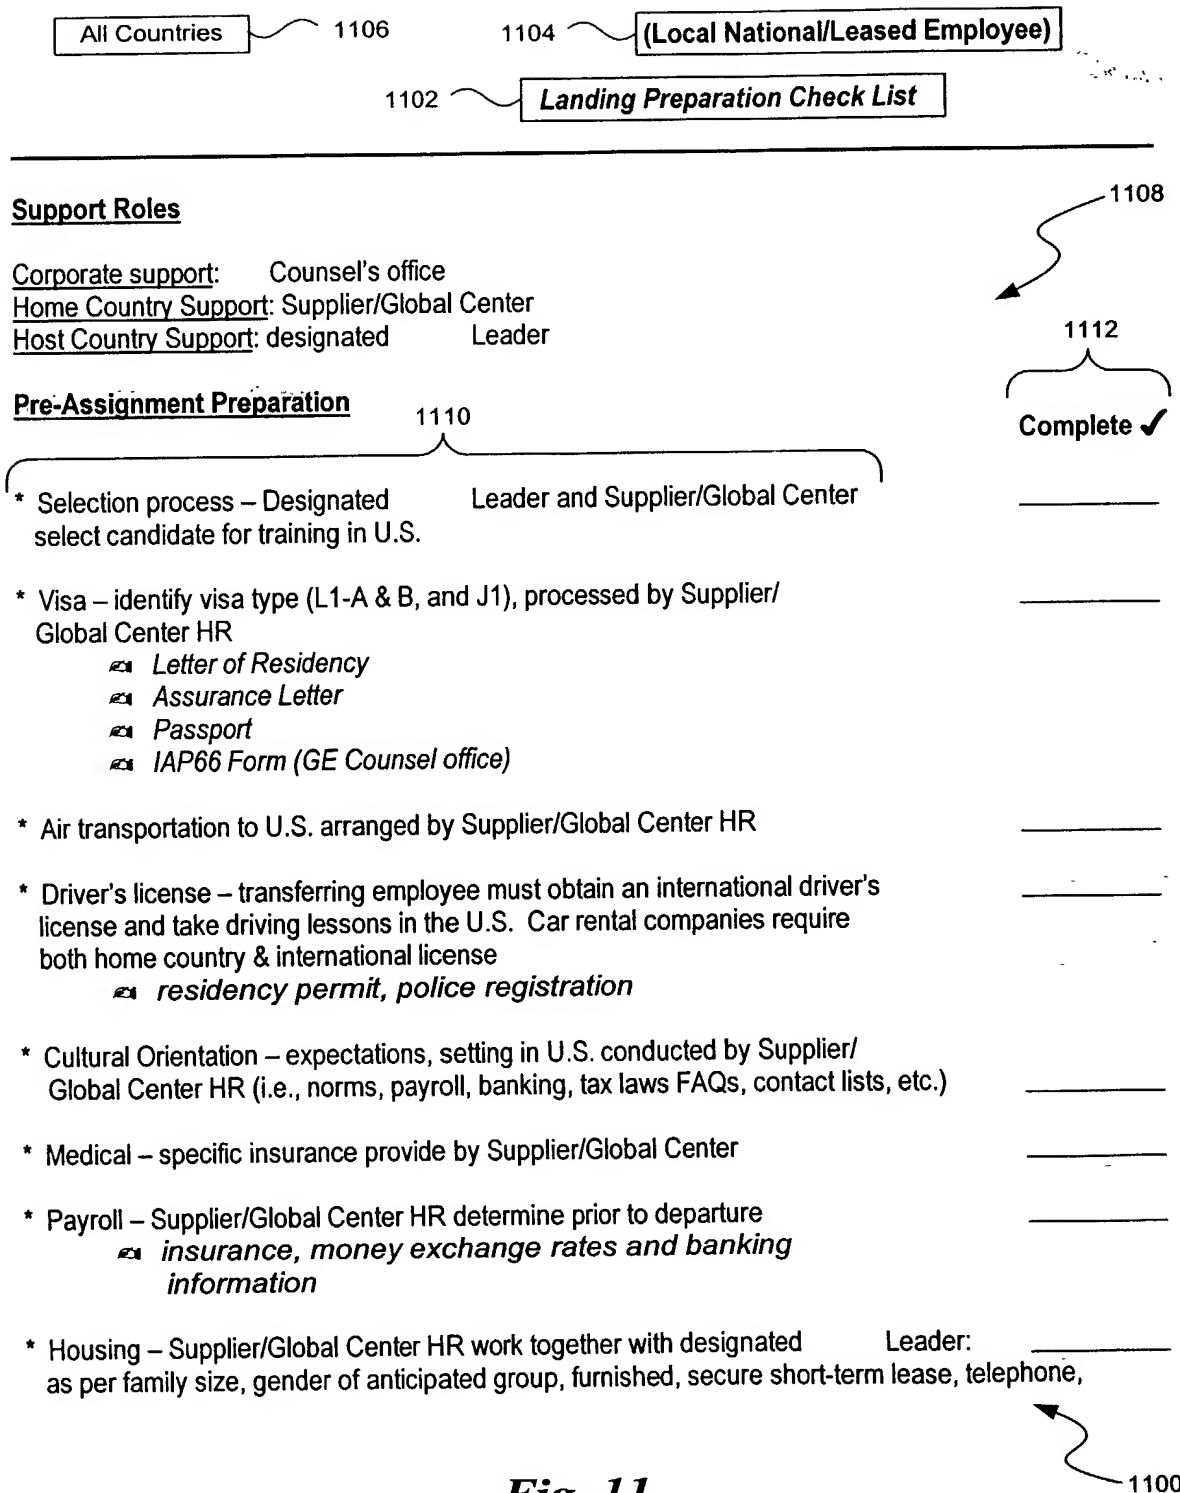 All Countries 1106 1104 (Local National/Leased Employee)
1102 Landing Preparation Check List
Support Roles
1108
Corporate support: Counsel's office
Home Country Support: Supplier/Global Center
Host Country Support: designated Leader
1112
Pre-Assignment Preparation
1110
Complete ✓
* Selection process – Designated Leader and Supplier/Global Center
select candidate for training in U.S.
* Visa – identify visa type (L1-A & B, and J1), processed by Supplier/
Global Center HR
Letter of Residency
Assurance Letter
Passport
IAP66 Form (GE Counsel office)
* Air transportation to U.S. arranged by Supplier/Global Center HR
* Driver's license – transferring employee must obtain an international driver's
license and take driving lessons in the U.S. Car rental companies require
both home country & international license
residency permit, police registration
* Cultural Orientation – expectations, setting in U.S. conducted by Supplier/
Global Center HR (i.e., norms, payroll, banking, tax laws FAQs, contact lists, etc.)
* Medical – specific insurance provide by Supplier/Global Center
* Payroll – Supplier/Global Center HR determine prior to departure
insurance, money exchange rates and banking
information
* Housing – Supplier/Global Center HR work together with designated Leader:
as per family size, gender of anticipated group, furnished, secure short-term lease, telephone,
1100
Fig. 11